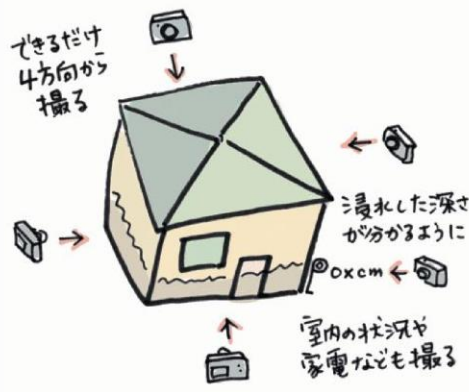 できるだけ
4方向から
撮る
浸水した深さ
が分かるように
〇×cm
室内の状況や
家電なども撮る